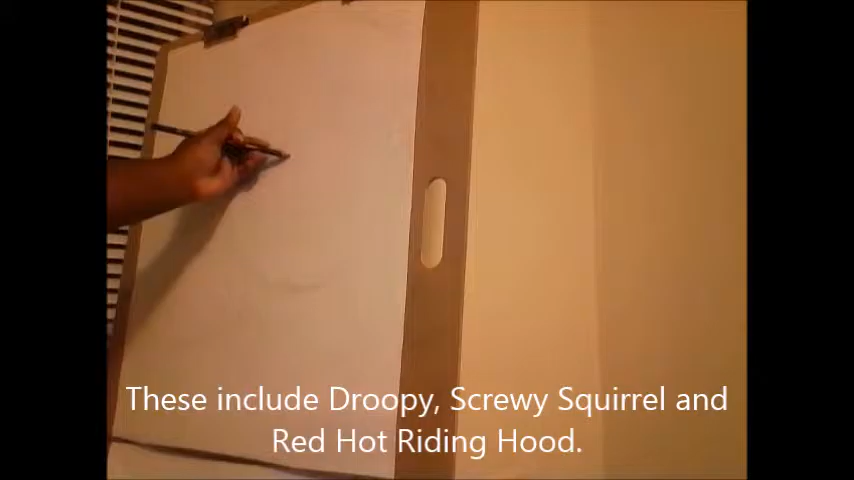 These include Droopy, Screwy Squirrel and
Red Hot Riding Hood.